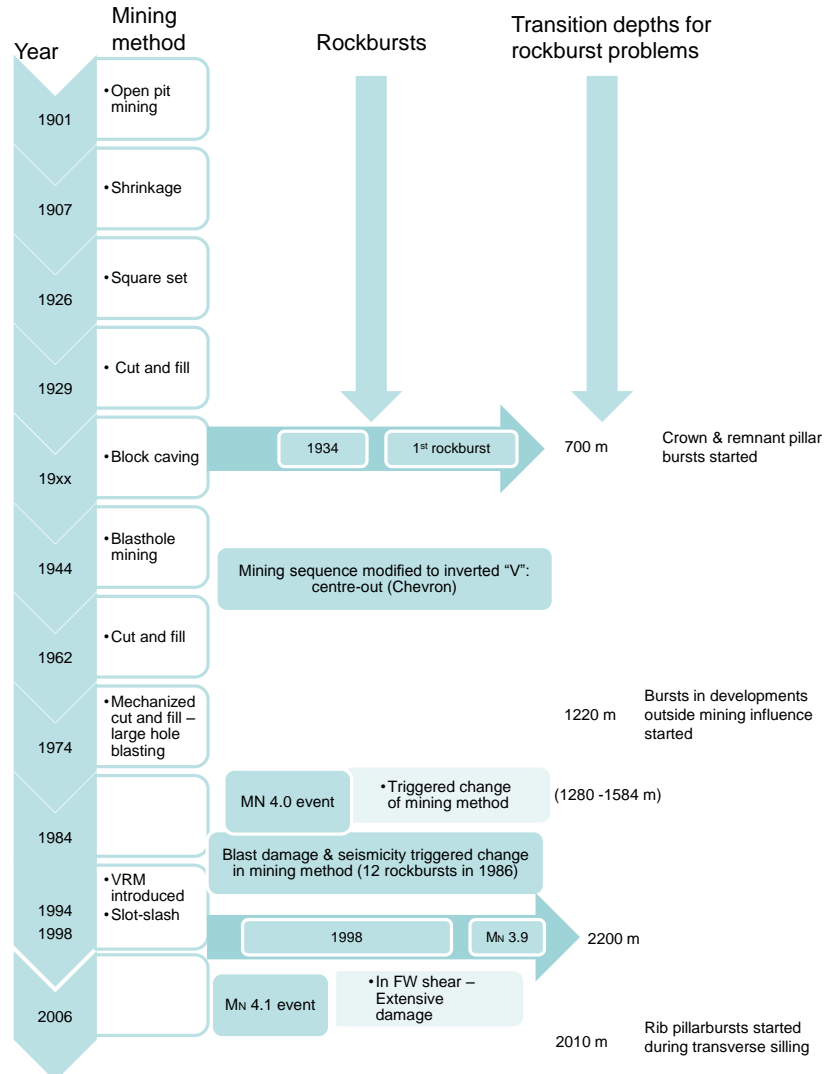 Year
Mining
method
Rockbursts
Transition depths for
rockburst problems
1901
•Open pit
mining
1907
•Shrinkage
1926
•Square set
1929
• Cut and fill
19xx
•Block caving
1934
1st rockburst
700 m
Crown & remnant pillar
bursts started
1944
•Blasthole
mining
Mining sequence modified to inverted “V”:
centre-out (Chevron)
1962
•Cut and fill
1974
•Mechanized
cut and fill –
large hole
blasting
1220 m
Bursts in developments
outside mining influence
started
1984
MN 4.0 event
•Triggered change
of mining method
(1280 -1584 m)
Blast damage & seismicity triggered change
in mining method (12 rockbursts in 1986)
1994
1998
•VRM
introduced
•Slot-slash
1998
MN 3.9
2200 m
2006
MN 4.1 event
•In FW shear –
Extensive
damage
2010 m
Rib pillarbursts started
during transverse silling